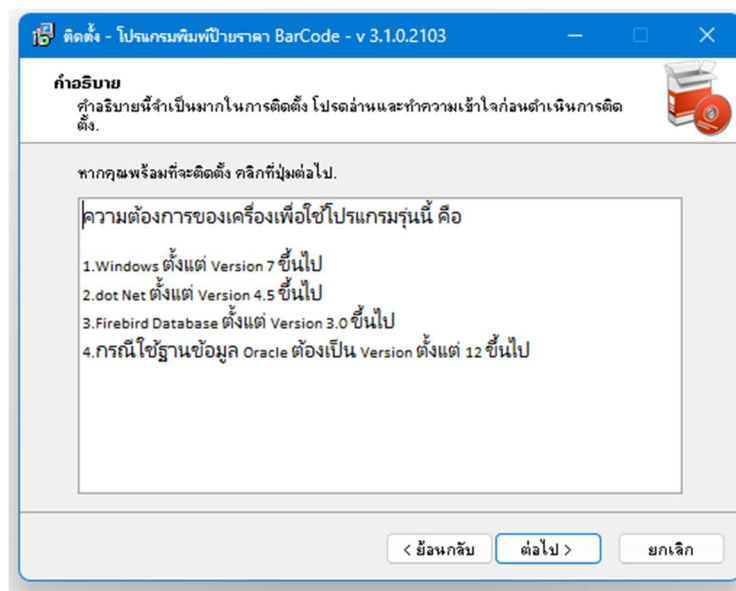 ติดตั้ง - โปรแกรมพิมพ์ป้ายราคา BarCode - v 3.1.0.2103
คำอธิบาย
คำอธิบายนี้จำเป็นมากในการติดตั้ง โปรดอ่านและทำความเข้าใจก่อนดำเนินการติด
ตั้ง.
หากคุณพร้อมที่จะติดตั้ง คลิกที่ปุ่มต่อไป.
ความต้องการของเครื่องเพื่อใช้โปรแกรมรุ่นนี้ คือ
1.Windows ตั้งแต่ Version 7 ขึ้นไป
2.dot Net ตั้งแต่ Version 4.5 ขึ้นไป
3.Firebird Database ตั้งแต่ Version 3.0 ขึ้นไป
4.กรณีใช้ฐานข้อมูล Oracle ต้องเป็น Version ตั้งแต่ 12 ขึ้นไป
< ย้อนกลับ ต่อไป > ยกเลิก